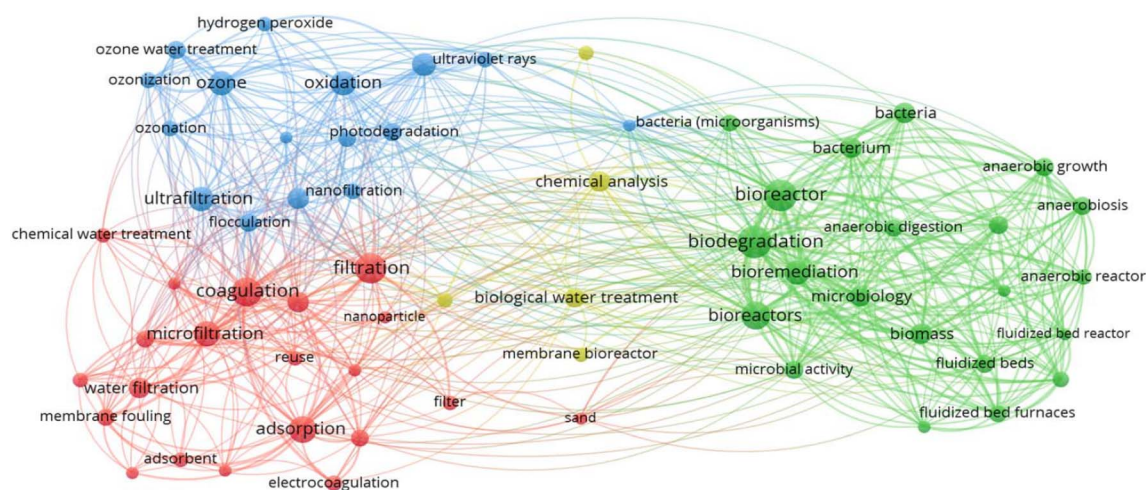 hydrogen peroxide
ozone water treatment
ultraviolet rays
ozonization
ozone
oxidation
ozonation
photodegradation
bacteria (microorganisms)
bacteria
bacterium
chemical analysis
anaerobic growth
ultrafiltration
nanofiltration
bioreactor
anaerobiosis
flocculation
chemical water treatment
biodegradation
anaerobic digestion
filtration
bioremediation
anaerobic reactor
coagulation
biological water treatment
microbiology
nanoparticle
bioreactors
microfiltration
biomass
fluidized bed reactor
reuse
membrane bioreactor
microbial activity
fluidized beds
water filtration
membrane fouling
filter
sand
fluidized bed furnaces
adsorption
adsorbent
electrocoagulation